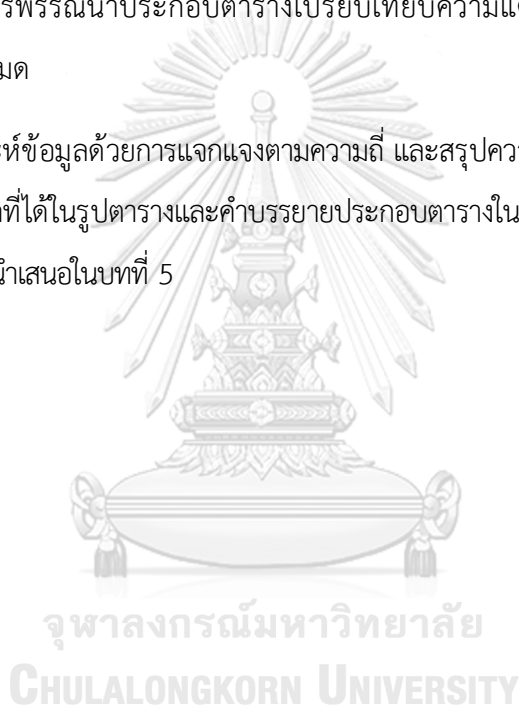 รพรรณนาประกอบตารางเปรียบเทียบความแต
มด
ะห์ข้อมูลด้วยการแจกแจงตามความถี่ และสรุปควา
ที่ได้ในรูปตารางและคำบรรยายประกอบตารางใน
นำเสนอในบทที่ 5
จุฬาลงกรณ์มหาวิทยาลัย
CHULALONGKORN UNIVERSITY